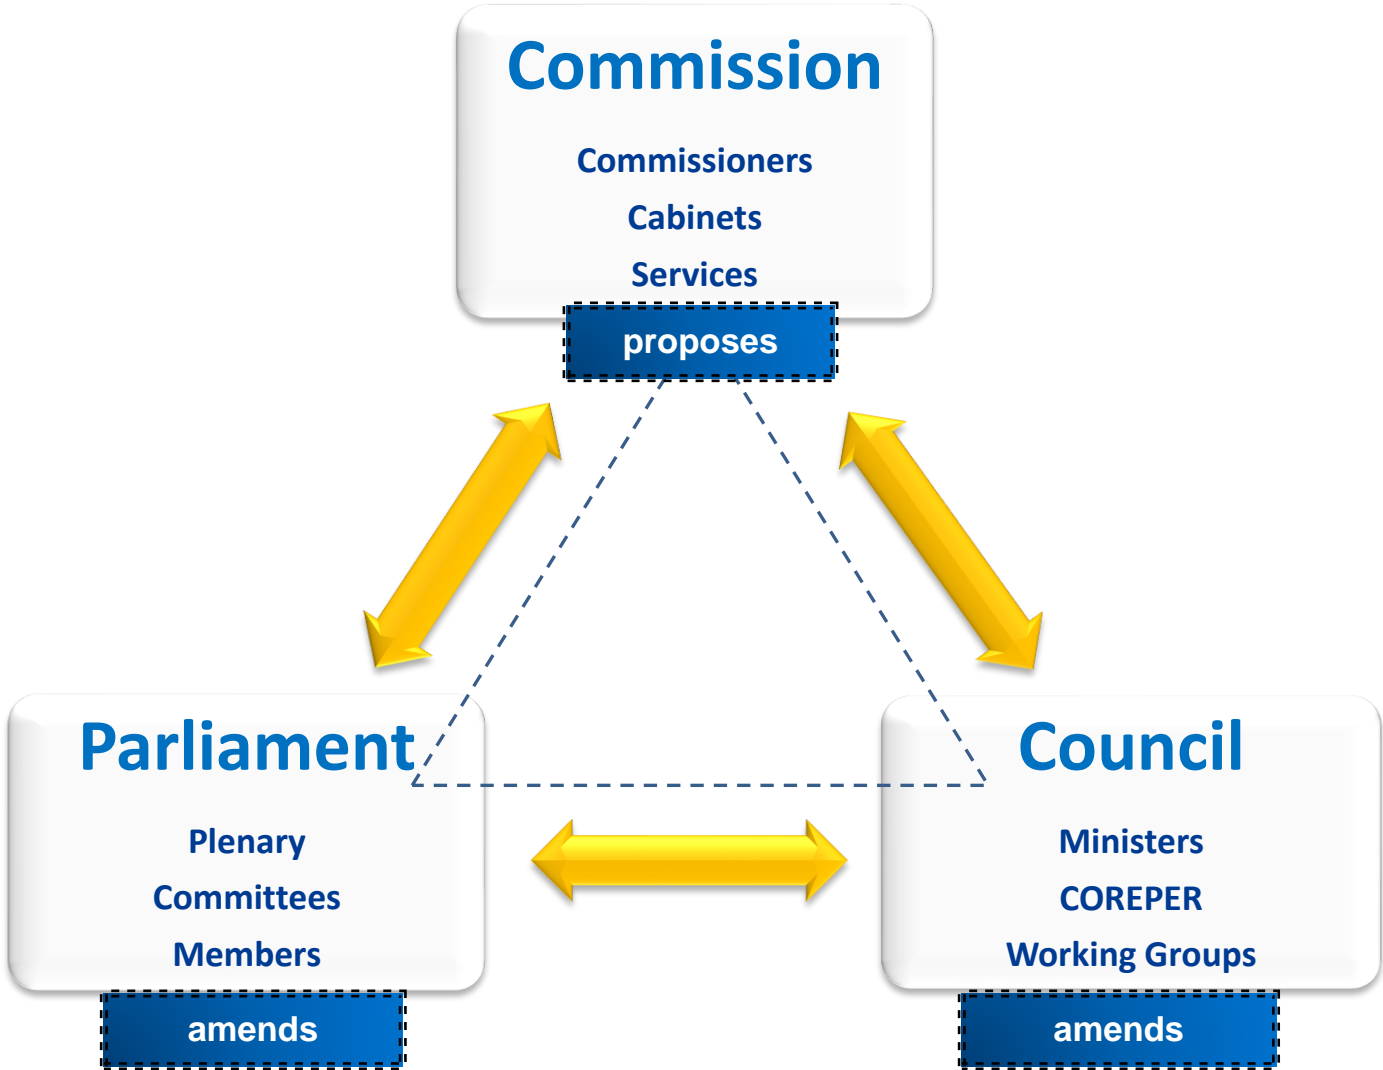 Commission
Commissioners
Cabinets
Services
proposes
Parliament
Plenary
Committees
Members
amends
Council
Ministers
COREPER
Working Groups
amends